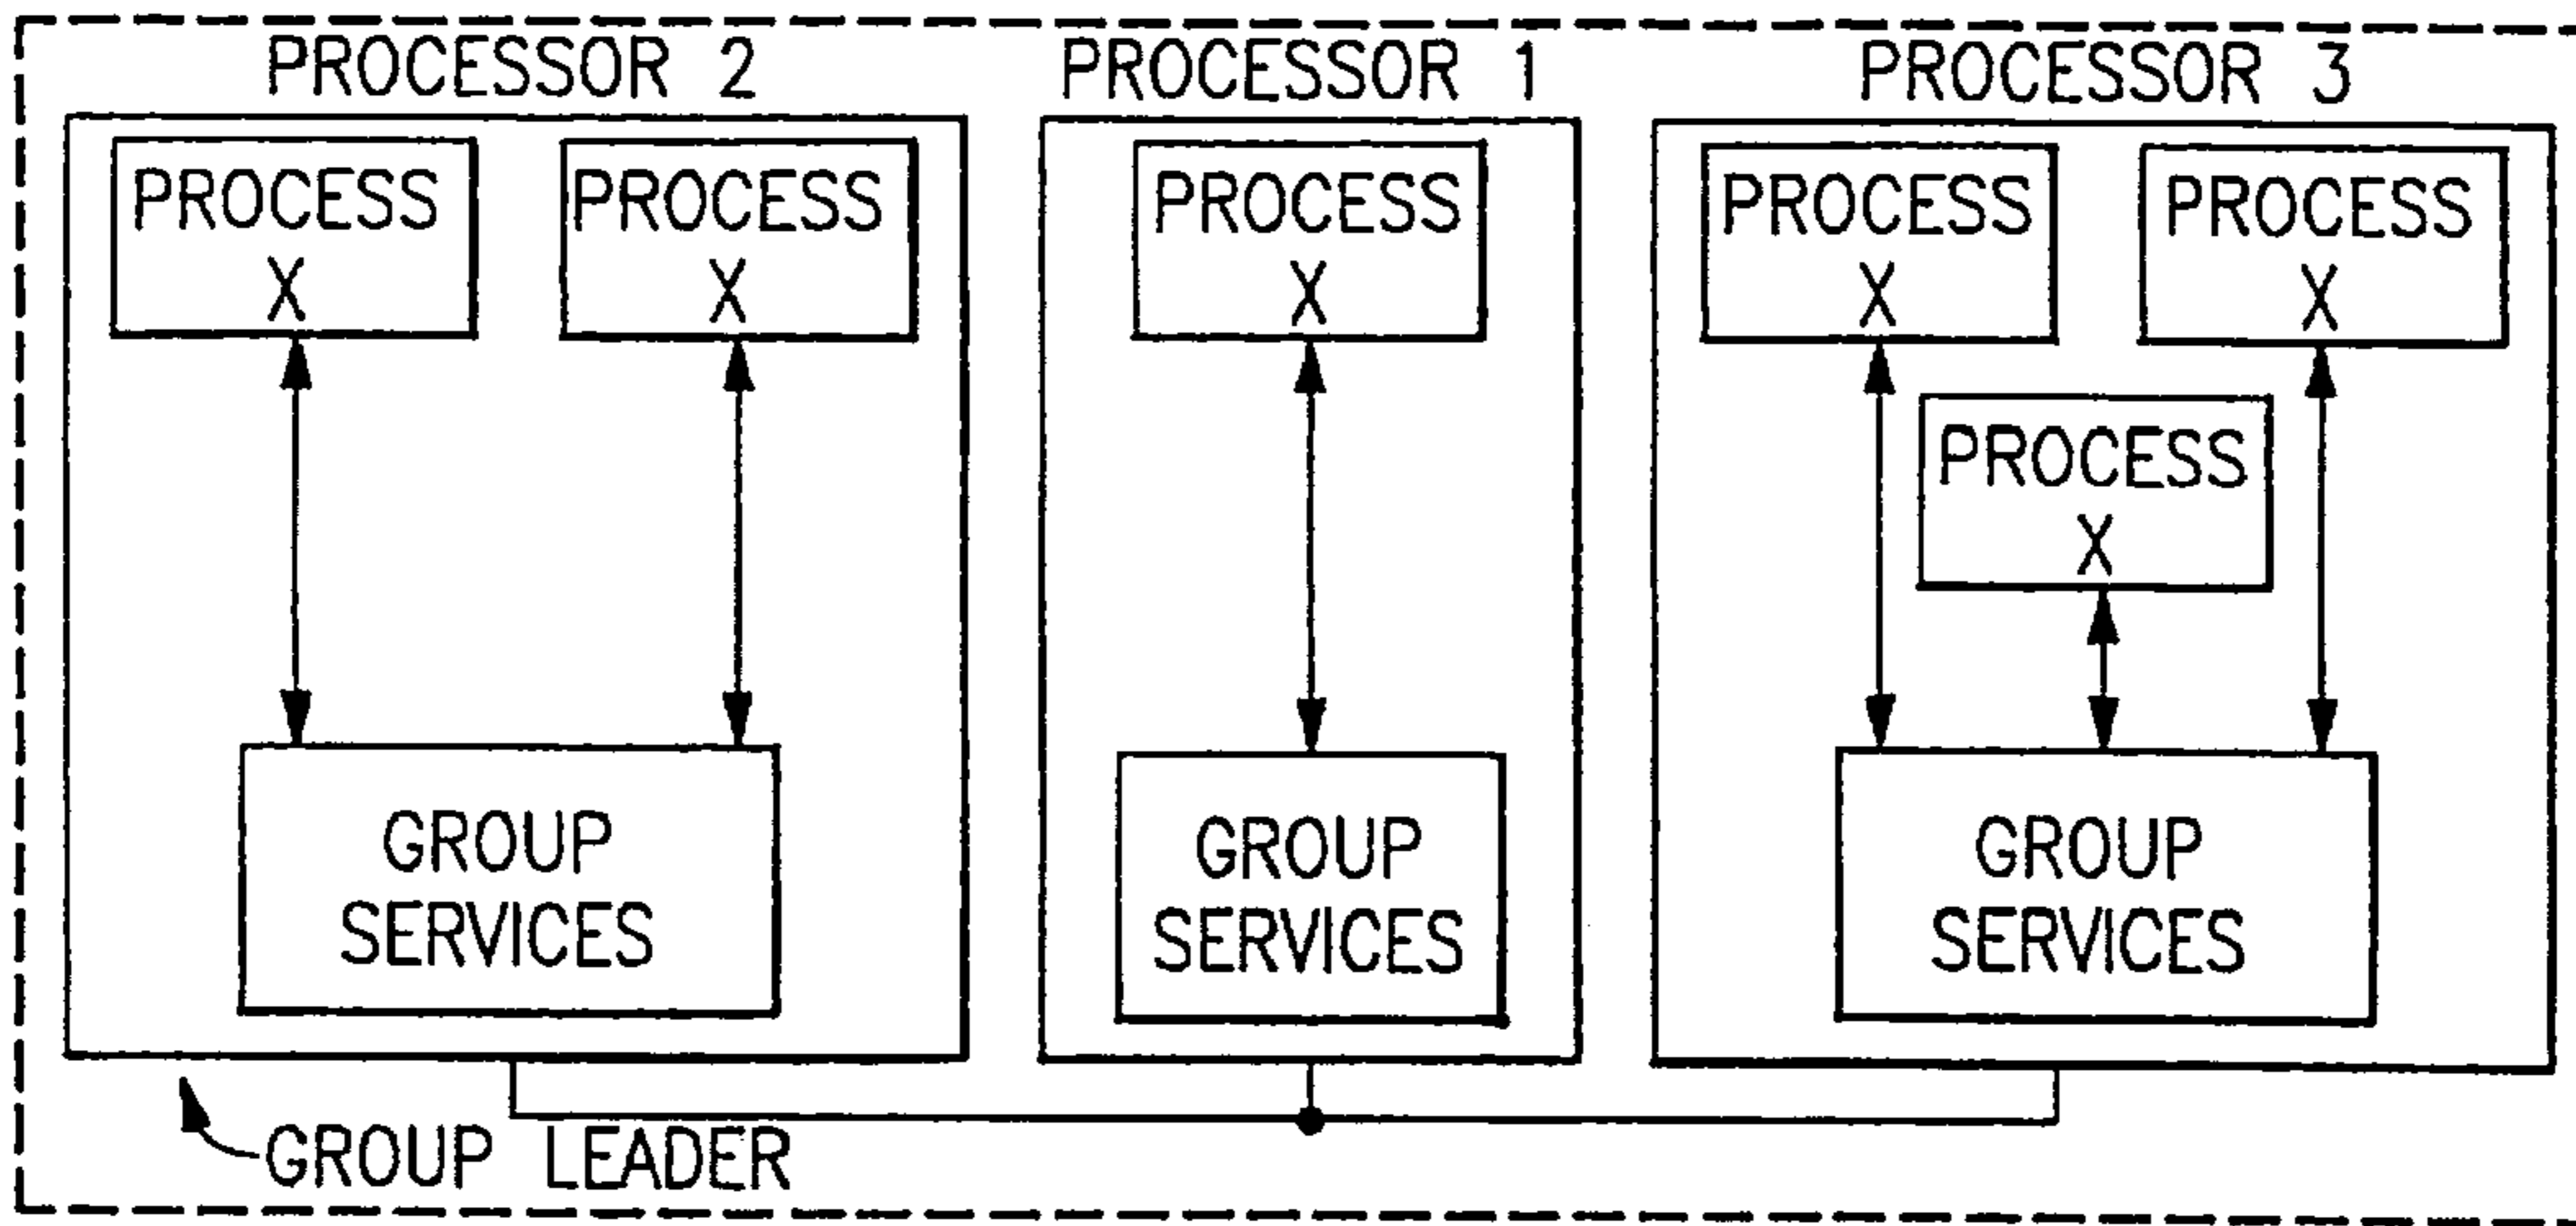 PROCESSOR 2
PROCESSOR 1
PROCESSOR 3
PROCESS
X
PROCESS
X
PROCESS
X
PROCESS
X
PROCESS
X
PROCESS
X
GROUP
SERVICES
GROUP
SERVICES
GROUP
SERVICES
GROUP LEADER